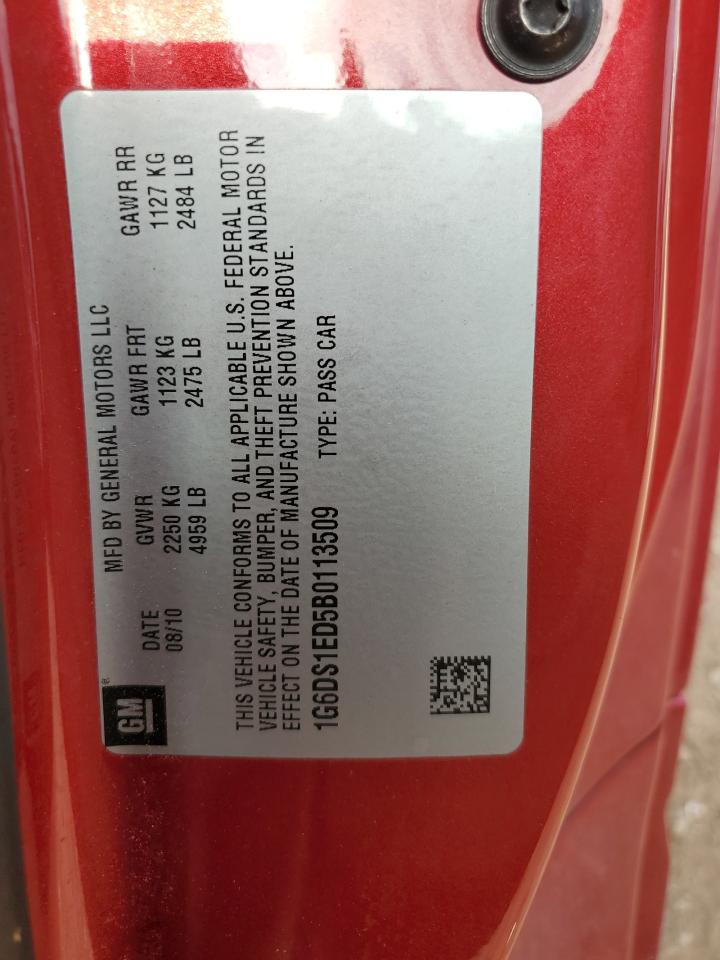 GM®
MFD BY GENERAL MOTORS LLC
DATE GVWR GAWR FRT GAWR RR
08/10 2250 KG 1123 KG 1127 KG
4959 LB 2475 LB 2484 LB
THIS VEHICLE CONFORMS TO ALL APPLICABLE U.S. FEDERAL MOTOR
VEHICLE SAFETY, BUMPER, AND THEFT PREVENTION STANDARDS IN
EFFECT ON THE DATE OF MANUFACTURE SHOWN ABOVE.
1G6DS1ED5B0113509 TYPE: PASS CAR